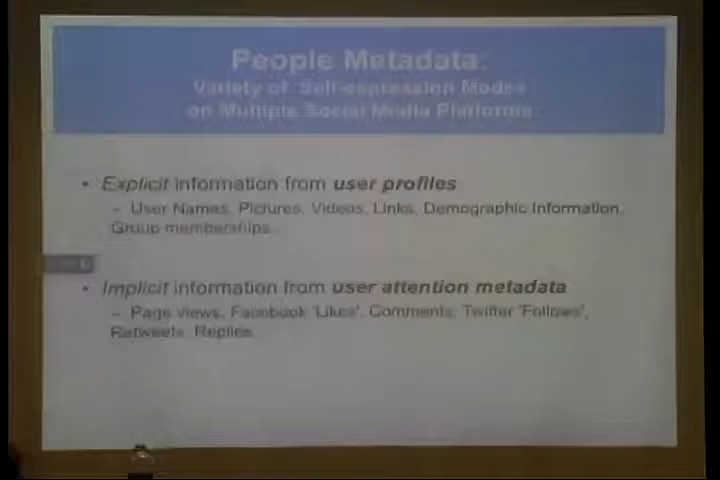 People Metadata:
Variety of Self-expression Modes
on Multiple Social Media Platforms
• Explicit information from user profiles
– User Names, Pictures, Videos, Links, Demographic Information,
Group memberships
• Implicit information from user attention metadata
– Page views, Facebook 'Likes', Comments, Twitter 'Follows',
Retweets, Replies